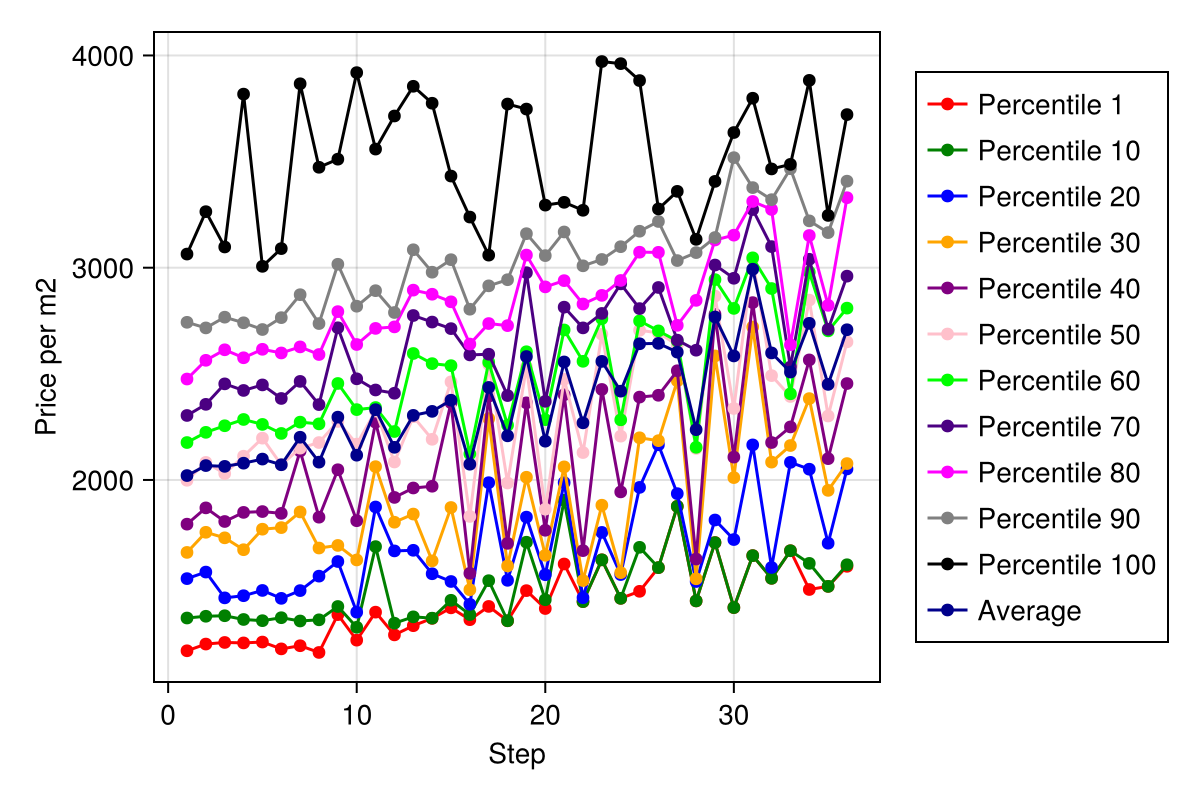 4000
3000
2000
Price per m2
0 10 20 30
Step
Percentile 1
Percentile 10
Percentile 20
Percentile 30
Percentile 40
Percentile 50
Percentile 60
Percentile 70
Percentile 80
Percentile 90
Percentile 100
Average